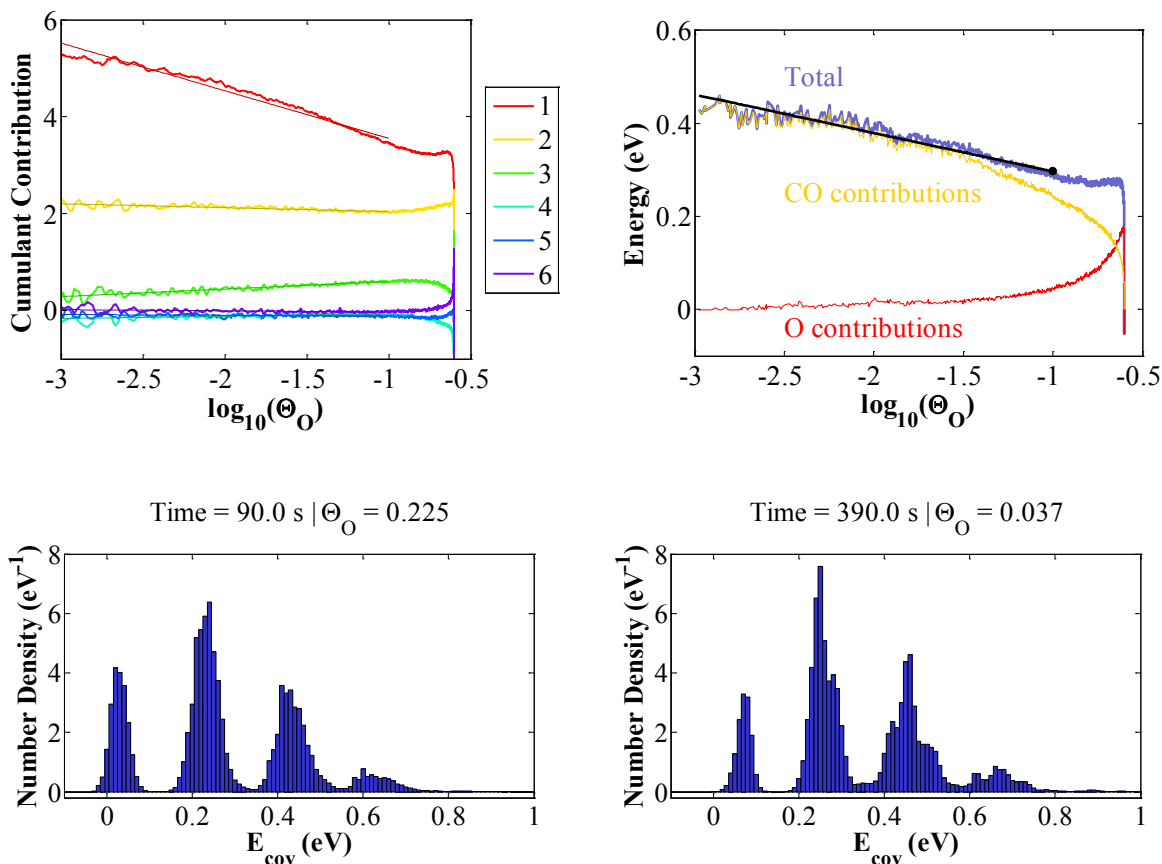 6
4
2
0
Cumulant Contribution
-3 -2.5 -2 -1.5 -1 -0.5
log10(ΘO)
1
2
3
4
5
6
0.6
0.4
0.2
0
Energy (eV)
Total
CO contributions
O contributions
-3 -2.5 -2 -1.5 -1 -0.5
log10(ΘO)
Time = 90.0 s | ΘO = 0.225
8
6
4
2
0
Number Density (eV-1)
0 0.2 0.4 0.6 0.8 1
Ecov (eV)
Time = 390.0 s | ΘO = 0.037
8
6
4
2
0
Number Density (eV-1)
0 0.2 0.4 0.6 0.8 1
Ecov (eV)